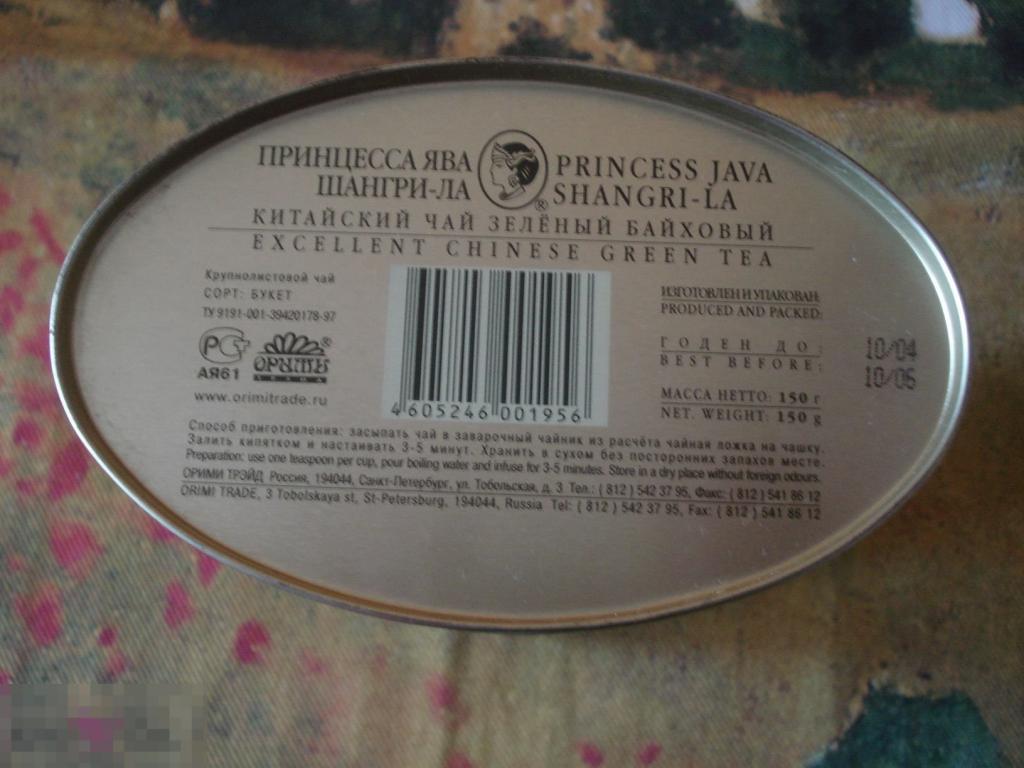 ПРИНЦЕССА ЯВА PRINCESS JAVA
ШАНГРИ-ЛА ® SHANGRI-LA
КИТАЙСКИЙ ЧАЙ ЗЕЛЁНЫЙ БАЙХОВЫЙ
EXCELLENT CHINESE GREEN TEA
Крупнолистовой чай
СОРТ: БУКЕТ
ТУ 9191-001-39420178-97
РСТ
АЯ61
ОРИМИ®
www.orimitrade.ru
4 605246 001956
ИЗГОТОВЛЕН И УПАКОВАН:
PRODUCED AND PACKED:
ГОДЕН ДО:
BEST BEFORE:
10/04
10/06
МАССА НЕТТО: 150 г
NET. WEIGHT: 150 g
Способ приготовления: засыпать чай в заварочный чайник из расчёта чайная ложка на чашку.
Залить кипятком и настаивать 3-5 минут. Хранить в сухом без посторонних запахов месте.
Preparation: use one teaspoon per cup, pour boiling water and infuse for 3-5 minutes. Store in a dry place without foreign odours.
ОРИМИ ТРЭЙД Россия, 194044, Санкт-Петербург, ул. Тобольская, д. 3 Тел.: ( 812 ) 542 37 95, Факс: ( 812 ) 541 86 12
ORIMI TRADE, 3 Tobolskaya st, St-Petersburg, 194044, Russia Tel: ( 812 ) 542 37 95, Fax: ( 812 ) 541 86 12